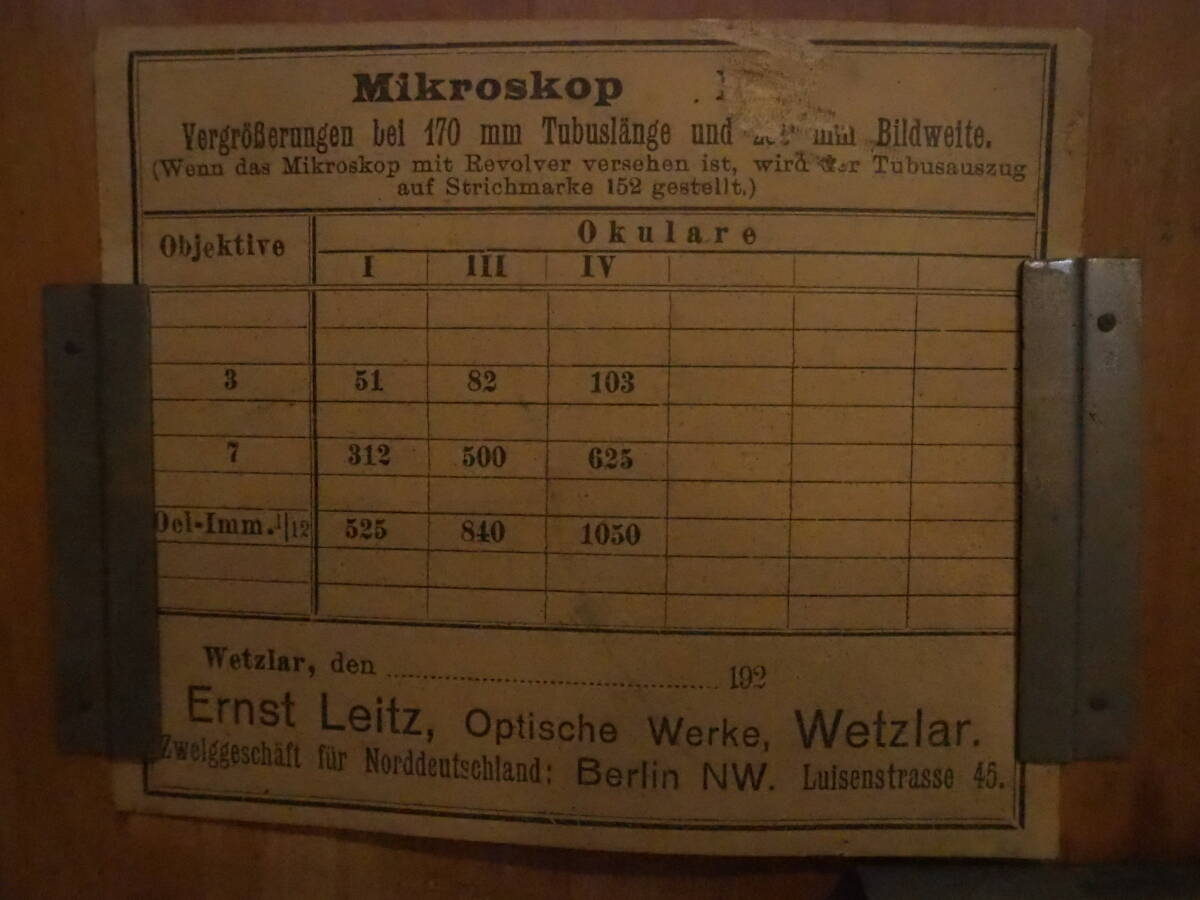 Mikroskop
Vergrößerungen bei 170 mm Tubuslänge und mm Bildweite.
(Wenn das Mikroskop mit Revolver versehen ist, wird der Tubusauszug
auf Strichmarke 152 gestellt.)
Objektive Okulare
I III IV
3 51 82 103
7 312 500 625
Oel-Imm. 1/12 525 840 1050
Wetzlar, den ........................ 192
Ernst Leitz, Optische Werke, Wetzlar.
Zweiggeschäft für Norddeutschland: Berlin NW. Luisenstrasse 45.